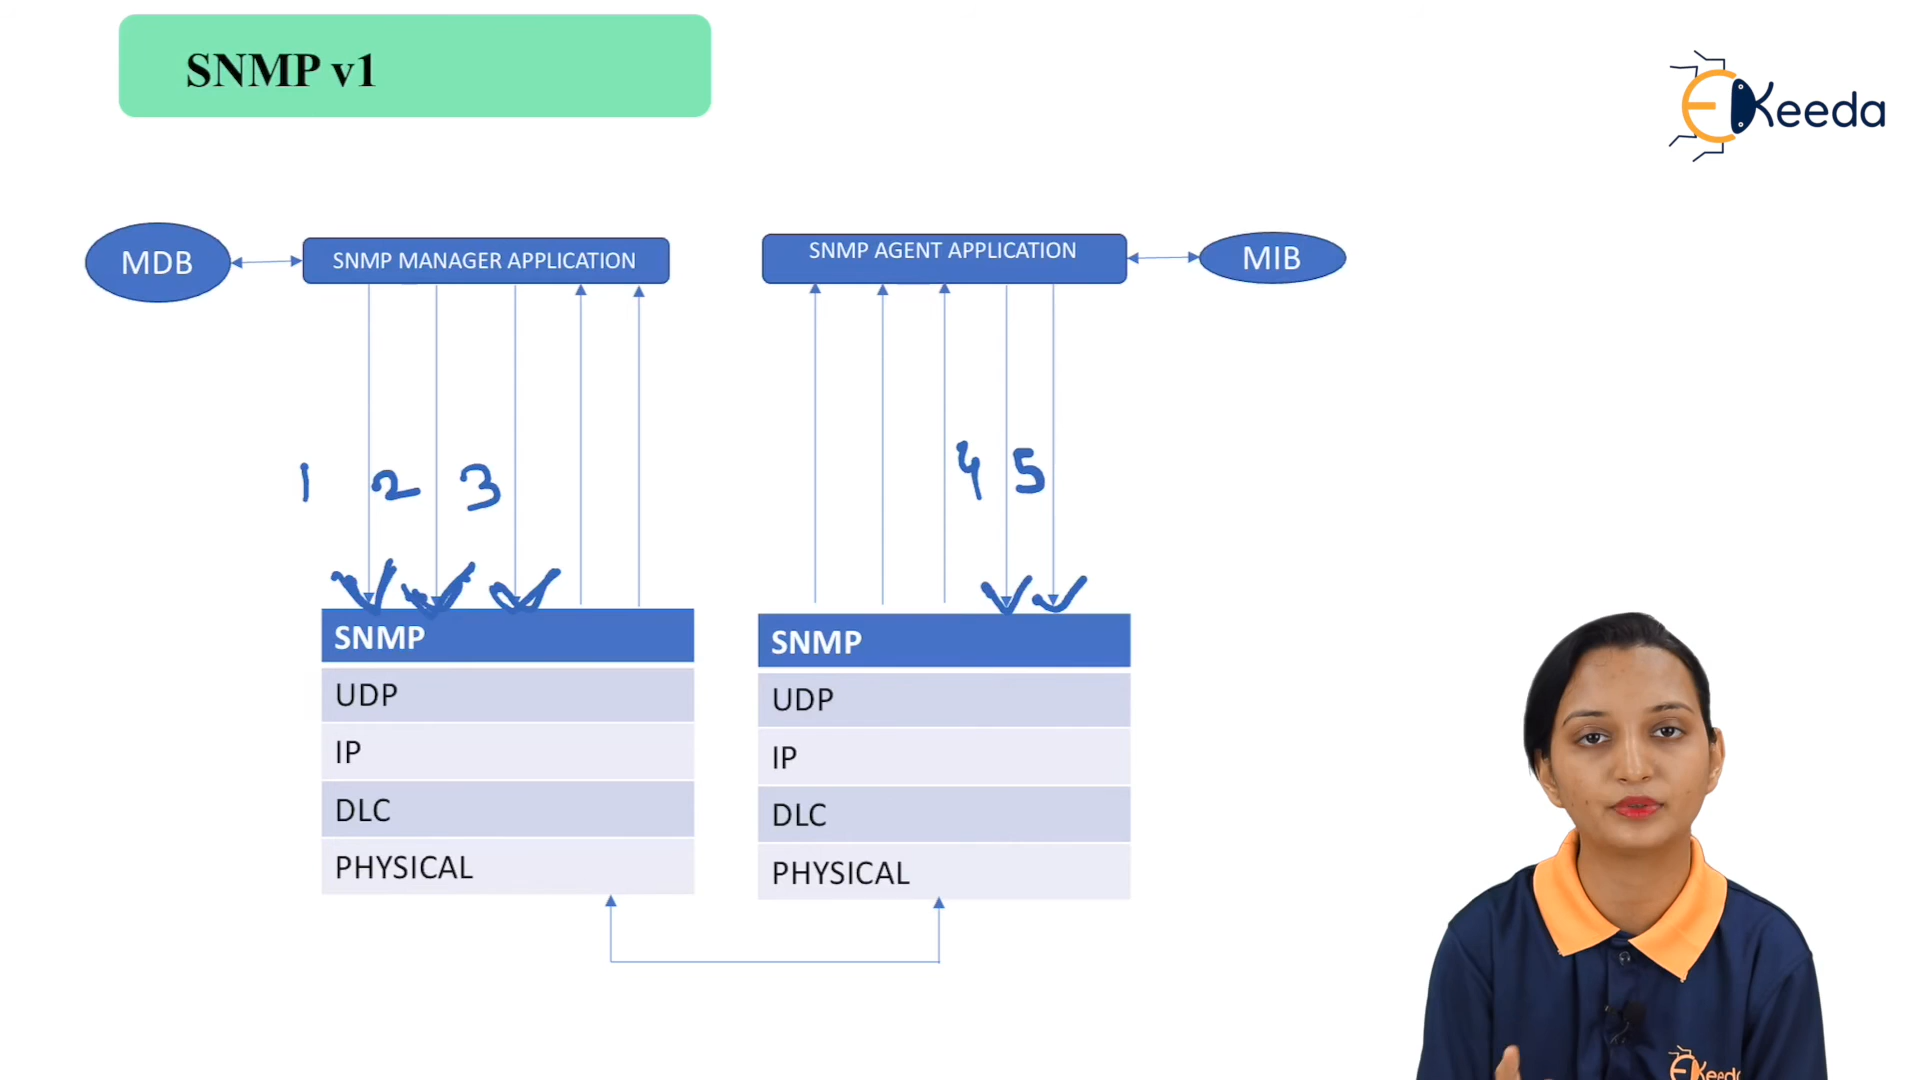 SNMP v1
EKeeda
MDB
SNMP MANAGER APPLICATION
SNMP AGENT APPLICATION
MIB
1 2 3
4 5
SNMP
UDP
IP
DLC
PHYSICAL
SNMP
UDP
IP
DLC
PHYSICAL
EKeeda